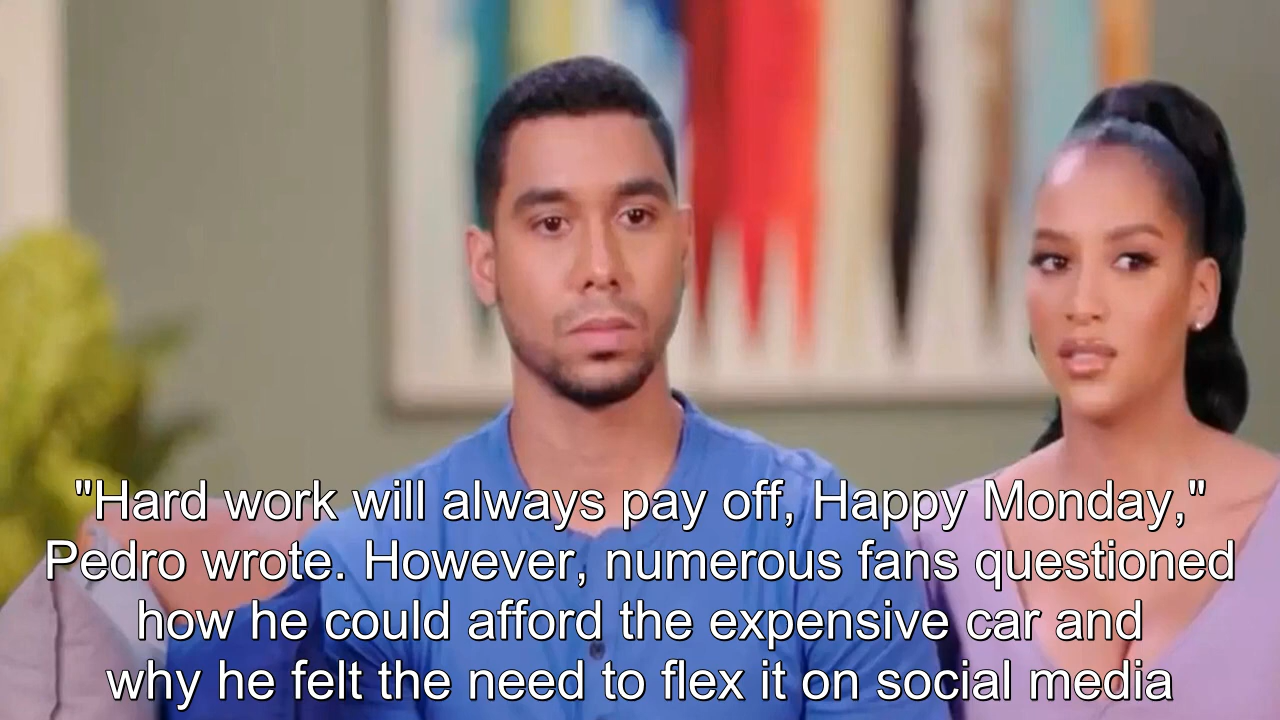 "Hard work will always pay off, Happy Monday,"
Pedro wrote. However, numerous fans questioned
how he could afford the expensive car and
why he felt the need to flex it on social media